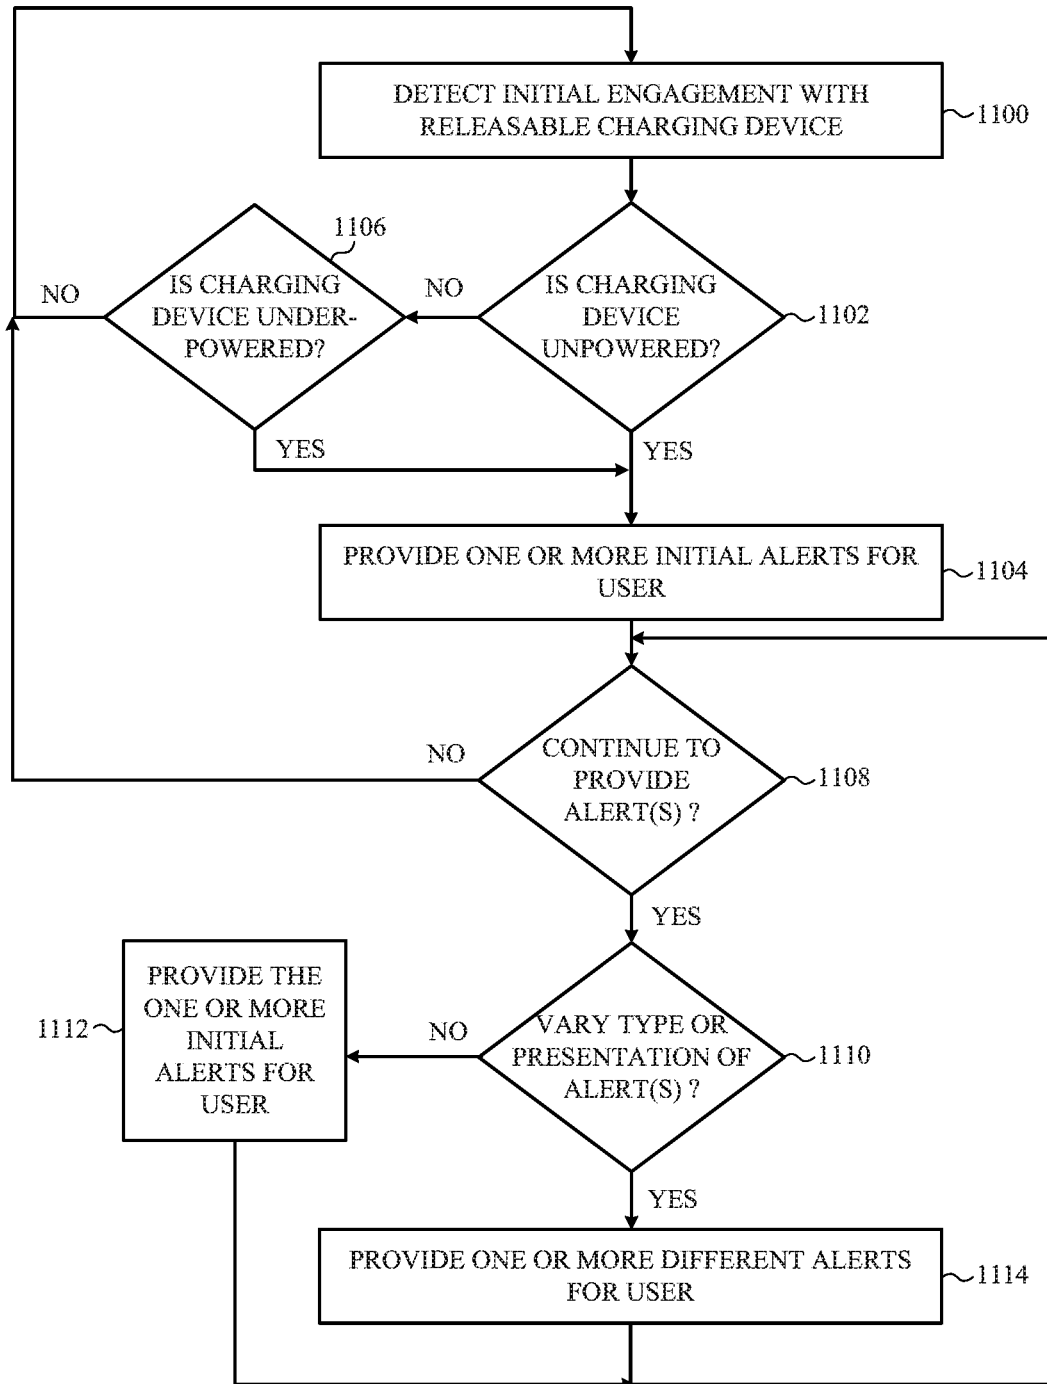 DETECT INITIAL ENGAGEMENT WITH
RELEASABLE CHARGING DEVICE
1100
1106
IS CHARGING
DEVICE UNDER-
POWERED?
NO
NO
IS CHARGING
DEVICE
UNPOWERED?
1102
YES
YES
PROVIDE ONE OR MORE INITIAL ALERTS FOR
USER
1104
NO
CONTINUE TO
PROVIDE
ALERT(S) ?
1108
YES
PROVIDE THE
ONE OR MORE
INITIAL
ALERTS FOR
USER
1112
NO
VARY TYPE OR
PRESENTATION OF
ALERT(S) ?
1110
YES
PROVIDE ONE OR MORE DIFFERENT ALERTS
FOR USER
1114